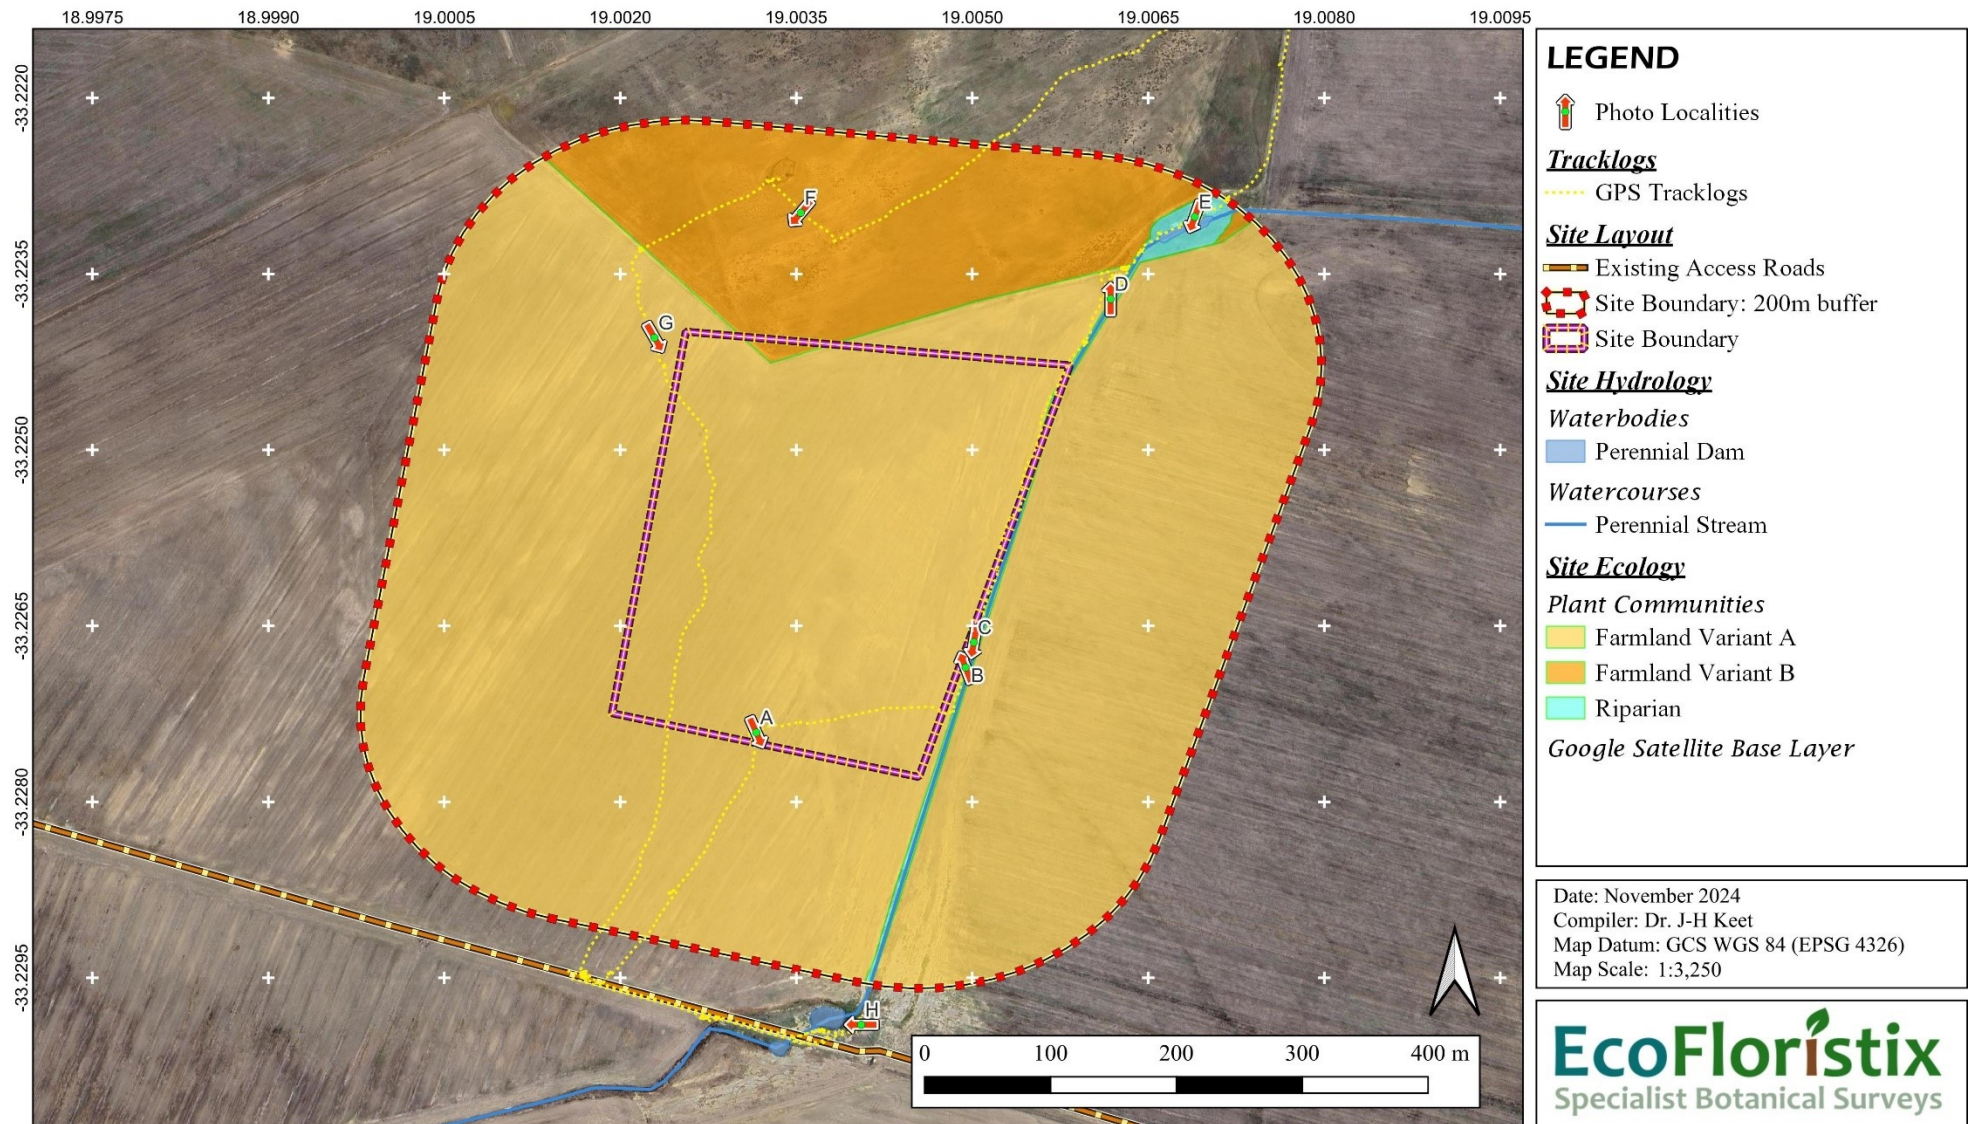 18.9975 18.9990 19.0005 19.0020 19.0035 19.0050 19.0065 19.0080 19.0095
-33.2220
-33.2235
-33.2250
-33.2265
-33.2280
-33.2295
F
E
D
G
C
B
A
H
0 100 200 300 400 m
LEGEND
Photo Localities
Tracklogs
GPS Tracklogs
Site Layout
Existing Access Roads
Site Boundary: 200m buffer
Site Boundary
Site Hydrology
Waterbodies
Perennial Dam
Watercourses
Perennial Stream
Site Ecology
Plant Communities
Farmland Variant A
Farmland Variant B
Riparian
Google Satellite Base Layer
Date: November 2024
Compiler: Dr. J-H Keet
Map Datum: GCS WGS 84 (EPSG 4326)
Map Scale: 1:3,250
EcoFloristix
Specialist Botanical Surveys